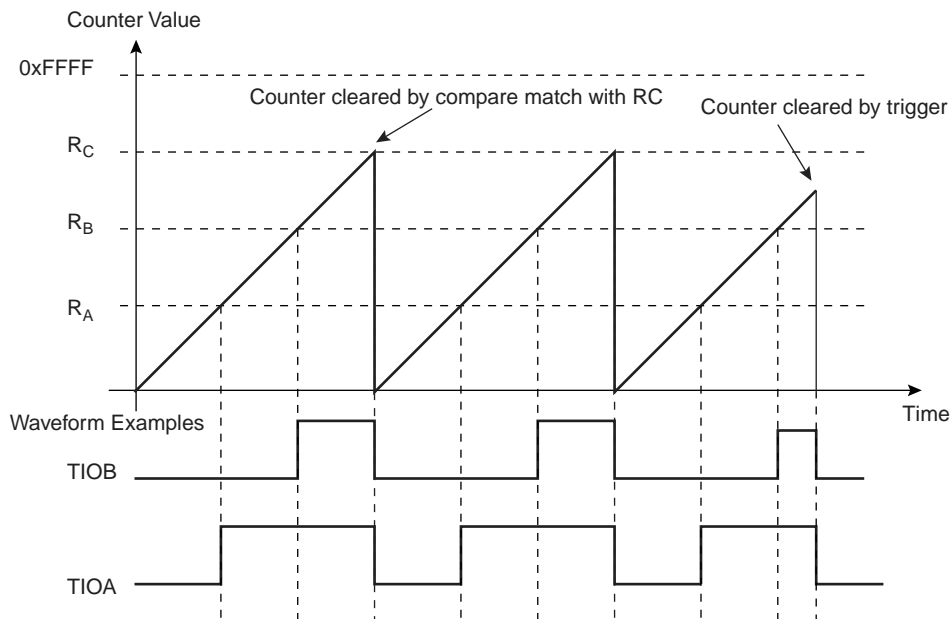 Counter Value
0xFFFF
Counter cleared by compare match with RC
Counter cleared by trigger
RC
RB
RA
Time
Waveform Examples
TIOB
TIOA